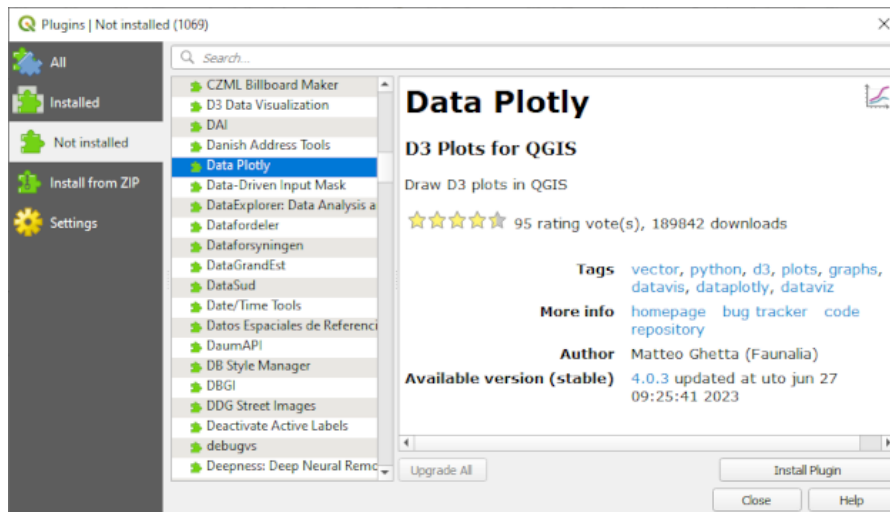 Plugins | Not installed (1069)
All
Installed
Not installed
Install from ZIP
Settings
Search...
CZML Billboard Maker
D3 Data Visualization
DAI
Danish Address Tools
Data Plotly
Data-Driven Input Mask
DataExplorer: Data Analysis a
Datafordeler
Dataforsyningen
DataGrandEst
DataSud
Date/Time Tools
Datos Espaciales de Referenci
DaumAPI
DB Style Manager
DBGI
DDG Street Images
Deactivate Active Labels
debugvs
Deepness: Deep Neural Remo
Data Plotly
D3 Plots for QGIS
Draw D3 plots in QGIS
95 rating vote(s), 189842 downloads
Tags vector, python, d3, plots, graphs,
datavis, dataplotly, dataviz
More info homepage bug tracker code
repository
Author Matteo Ghetta (Faunalia)
Available version (stable) 4.0.3 updated at uto jun 27
09:25:41 2023
Upgrade All
Install Plugin
Close
Help